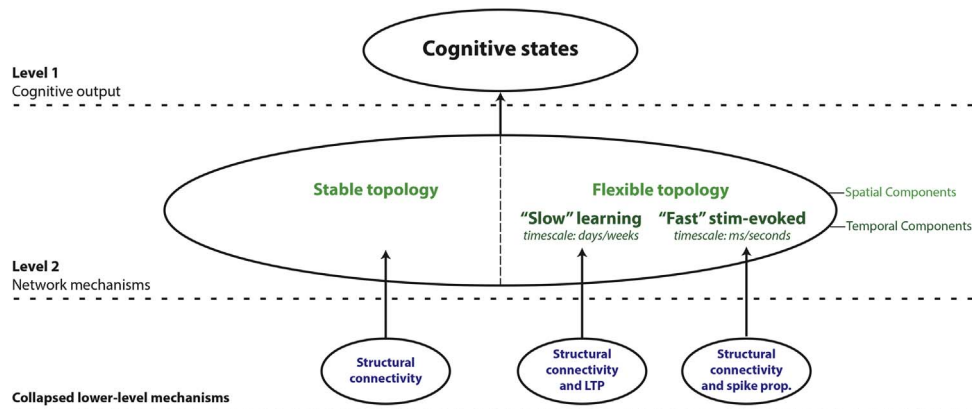 Cognitive states
Level 1
Cognitive output
Stable topology
Flexible topology
Spatial Components
“Slow” learning
“Fast” stim-evoked
timescale: days/weeks
timescale: ms/seconds
Temporal Components
Level 2
Network mechanisms
Structural
connectivity
Structural
connectivity
and LTP
Structural
connectivity
and spike prop.
Collapsed lower-level mechanisms